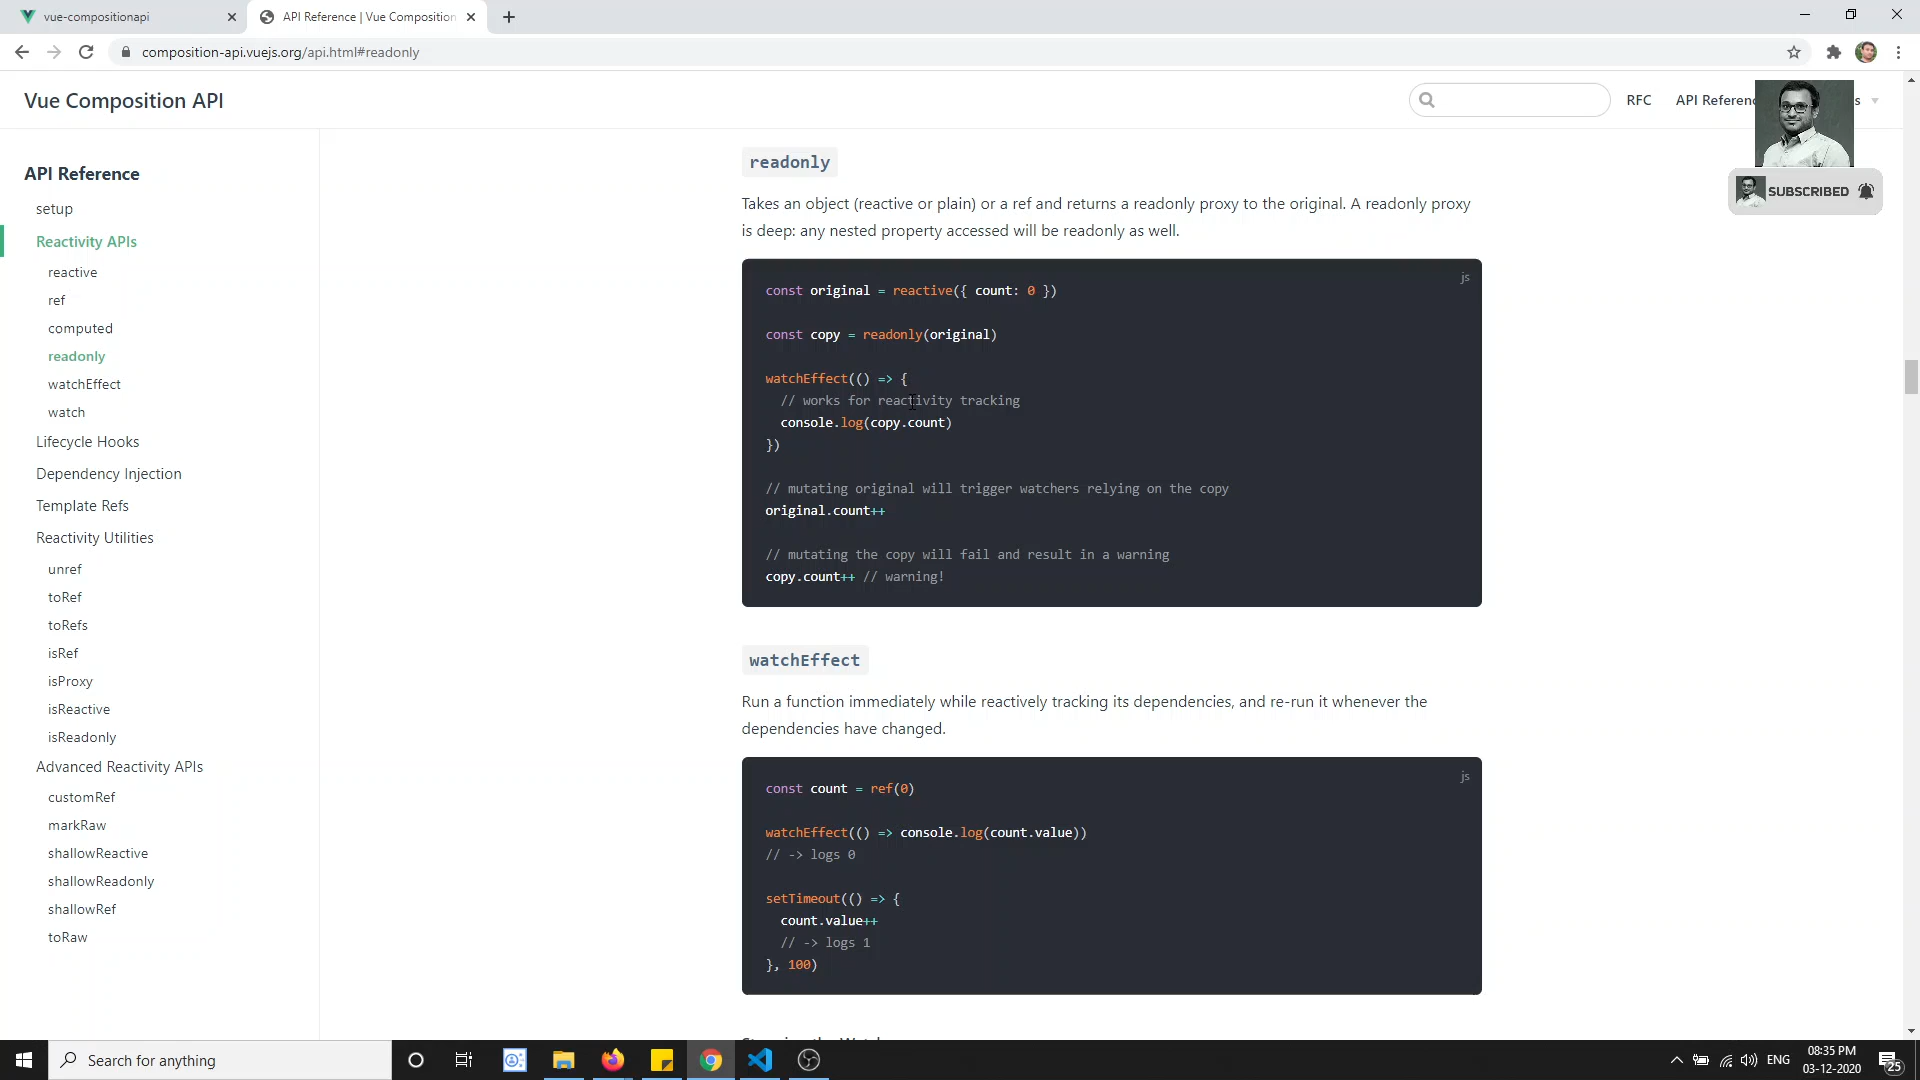 vue-compositionapi
API Reference | Vue Composition
composition-api.vuejs.org/api.html#readonly
Vue Composition API
RFC
API Referenc
s
SUBSCRIBED
API Reference
setup
Reactivity APIs
reactive
ref
computed
readonly
watchEffect
watch
Lifecycle Hooks
Dependency Injection
Template Refs
Reactivity Utilities
unref
toRef
toRefs
isRef
isProxy
isReactive
isReadonly
Advanced Reactivity APIs
customRef
markRaw
shallowReactive
shallowReadonly
shallowRef
toRaw
readonly
Takes an object (reactive or plain) or a ref and returns a readonly proxy to the original. A readonly proxy
is deep: any nested property accessed will be readonly as well.
js
const original = reactive({ count: 0 })
const copy = readonly(original)
watchEffect(() => {
// works for reactivity tracking
console.log(copy.count)
})
// mutating original will trigger watchers relying on the copy
original.count++
// mutating the copy will fail and result in a warning
copy.count++ // warning!
watchEffect
Run a function immediately while reactively tracking its dependencies, and re-run it whenever the
dependencies have changed.
js
const count = ref(0)
watchEffect(() => console.log(count.value))
// -> logs 0
setTimeout(() => {
count.value++
// -> logs 1
}, 100)
Search for anything
ENG
08:35 PM
03-12-2020
25